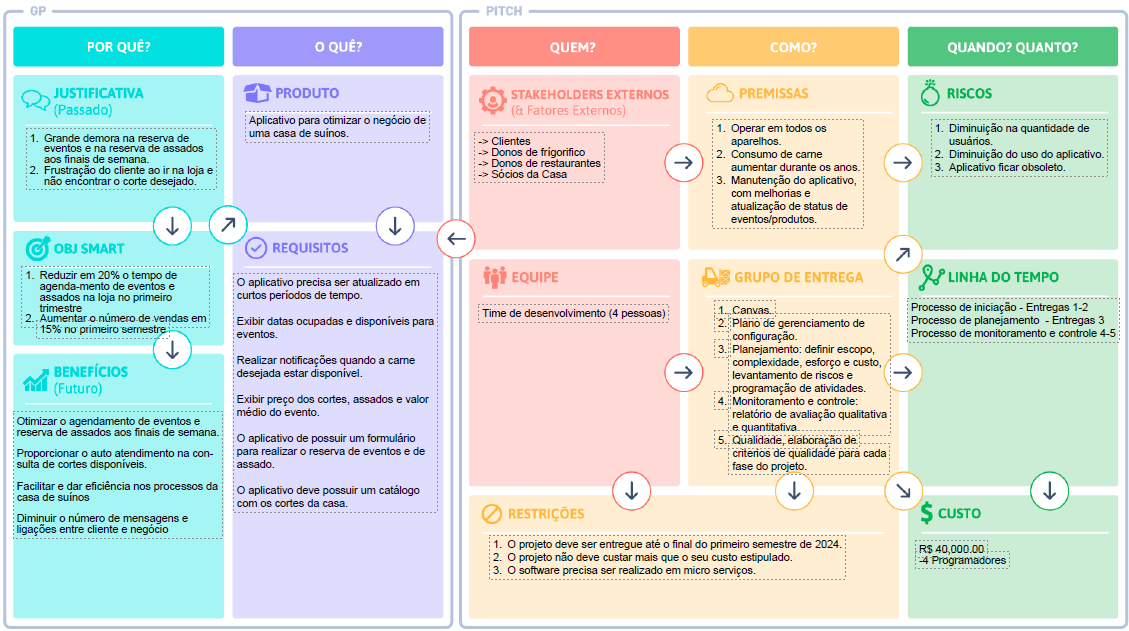 GP
PITCH
POR QUÊ?
O QUÊ?
QUEM?
COMO?
QUANDO? QUANTO?
JUSTIFICATIVA
(Passado)
1. Grande demora na reserva de
eventos e na reserva de assados
aos finais de semana.
2. Frustração do cliente ao ir na loja e
não encontrar o corte desejado.
OBJ SMART
1. Reduzir em 20% o tempo de
agenda-mento de eventos e
assados na loja no primeiro
trimestre
2. Aumentar o número de vendas em
15% no primeiro semestre
BENEFÍCIOS
(Futuro)
Otimizar o agendamento de eventos e
reserva de assados aos finais de semana.
Proporcionar o auto atendimento na con-
sulta de cortes disponíveis.
Facilitar e dar eficiência nos processos da
casa de suínos
Diminuir o número de mensagens e
ligações entre cliente e negócio
PRODUTO
Aplicativo para otimizar o negócio de
uma casa de suínos.
REQUISITOS
O aplicativo precisa ser atualizado em
curtos períodos de tempo.
Exibir datas ocupadas e disponíveis para
eventos.
Realizar notificações quando a carne
desejada estar disponível.
Exibir preço dos cortes, assados e valor
médio do evento.
O aplicativo de possuir um formulário
para realizar o reserva de eventos e de
assado.
O aplicativo deve possuir um catálogo
com os cortes da casa.
STAKEHOLDERS EXTERNOS
(& Fatores Externos)
-> Clientes
-> Donos de frígorifico
-> Donos de restaurantes
-> Sócios da Casa
EQUIPE
Time de desenvolvimento (4 pessoas)
PREMISSAS
1. Operar em todos os
aparelhos.
2. Consumo de carne
aumentar durante os anos.
3. Manutenção do aplicativo,
com melhorias e
atualização de status de
eventos/produtos.
GRUPO DE ENTREGA
1. Canvas.
2. Plano de gerenciamento de
configuração.
3. Planejamento: definir escopo,
complexidade, esforço e custo,
levantamento de riscos e
programação de atividades.
4. Monitoramento e controle:
relatório de avaliação qualitativa
e quantitativa.
5. Qualidade, elaboração de
criterios de qualidade para cada
fase do projeto.
RESTRIÇÕES
1. O projeto deve ser entregue até o final do primeiro semestre de 2024.
2. O projeto não deve custar mais que o seu custo estipulado.
3. O software precisa ser realizado em micro serviços.
RISCOS
1. Diminuição na quantidade de
usuários.
2. Diminuição do uso do aplicativo.
3. Aplicativo ficar obsoleto.
LINHA DO TEMPO
Processo de iniciação - Entregas 1-2
Processo de planejamento - Entregas 3
Processo de monitoramento e controle 4-5
CUSTO
R$ 40,000.00
-4 Programadores